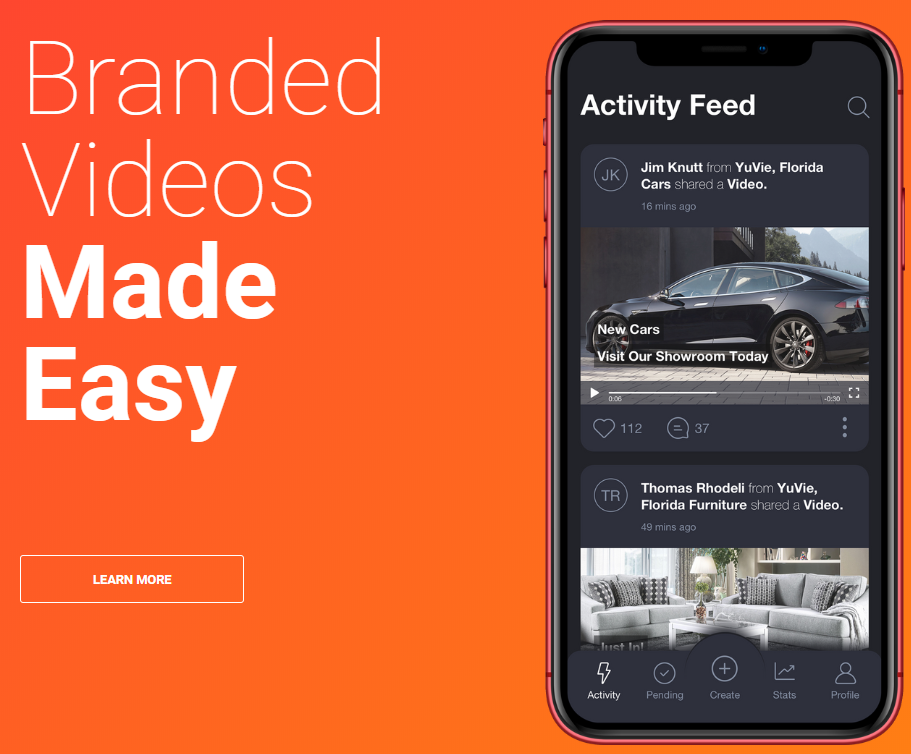 Branded
Videos
Made
Easy
LEARN MORE
Activity Feed
JK
Jim Knutt from YuVie, Florida
Cars shared a Video.
16 mins ago
New Cars
Visit Our Showroom Today
0:06
-0:30
112
37
TR
Thomas Rhodeli from YuVie,
Florida Furniture shared a Video.
49 mins ago
Just In!
Activity
Pending
Create
Stats
Profile